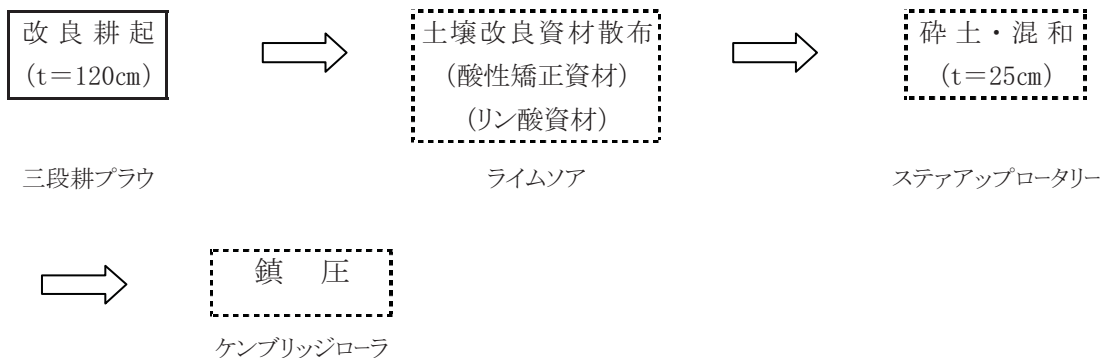 改良耕起
(t＝120cm)
土壌改良資材散布
(酸性矯正資材)
(リン酸資材)
砕土・混和
(t＝25cm)
三段耕プラウ
ライムソア
ステァアップロータリー
鎮　圧
ケンブリッジローラ